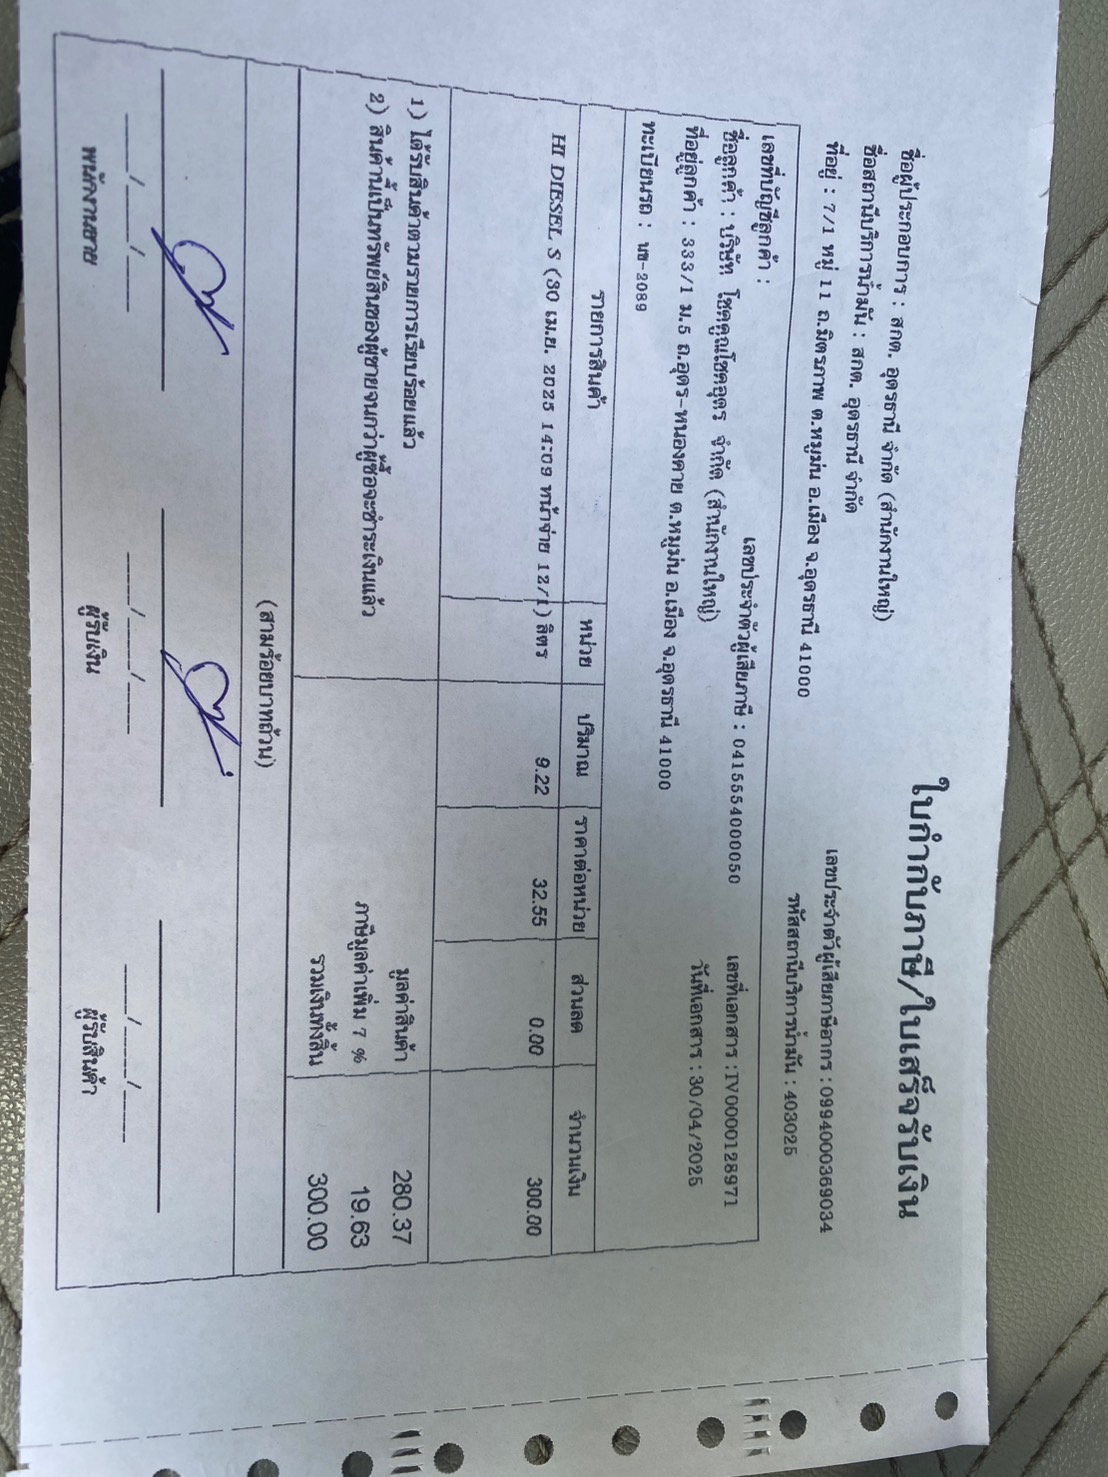 ใบกำกับภาษี/ใบเสร็จรับเงิน
ชื่อผู้ประกอบการ : สกต. อุดรธานี จำกัด (สำนักงานใหญ่)
เลขประจำตัวผู้เสียภาษีอากร : 0994000369034
ชื่อสถานีบริการน้ำมัน : สกต. อุดรธานี จำกัด
รหัสสถานีบริการน้ำมัน : 403025
ที่อยู่ : 7/1 หมู่ 11 ถ.มิตรภาพ ต.หมูม่น อ.เมือง จ.อุดรธานี 41000
เลขที่บัญชีลูกค้า :
เลขประจำตัวผู้เสียภาษี : 0415554000050
เลขที่เอกสาร : IV0000128971
ชื่อลูกค้า : บริษัท โชคคูณโชคอุดร จำกัด (สำนักงานใหญ่)
วันที่เอกสาร : 30/04/2025
ที่อยู่ลูกค้า : 333/1 ม.5 ถ.อุดร-หนองคาย ต.หมูม่น อ.เมือง จ.อุดรธานี 41000
ทะเบียนรถ : บซ-2089
รายการสินค้า หน่วย ปริมาณ ราคาต่อหน่วย ส่วนลด จำนวนเงิน
HI DIESEL S (30 เม.ย. 2025 14:09 หน้าจ่าย 12/1) ลิตร 9.22 32.55 0.00 300.00
1) ได้รับสินค้าตามรายการเรียบร้อยแล้ว
มูลค่าสินค้า 280.37
2) สินค้านี้เป็นทรัพย์สินของผู้ขายจนกว่าผู้ซื้อจะชำระเงินแล้ว
ภาษีมูลค่าเพิ่ม 7 % 19.63
รวมเงินทั้งสิ้น 300.00
(สามร้อยบาทถ้วน)
___/___/___ ___/___/___ ___/___/___
พนักงานขาย ผู้รับเงิน ผู้รับสินค้า